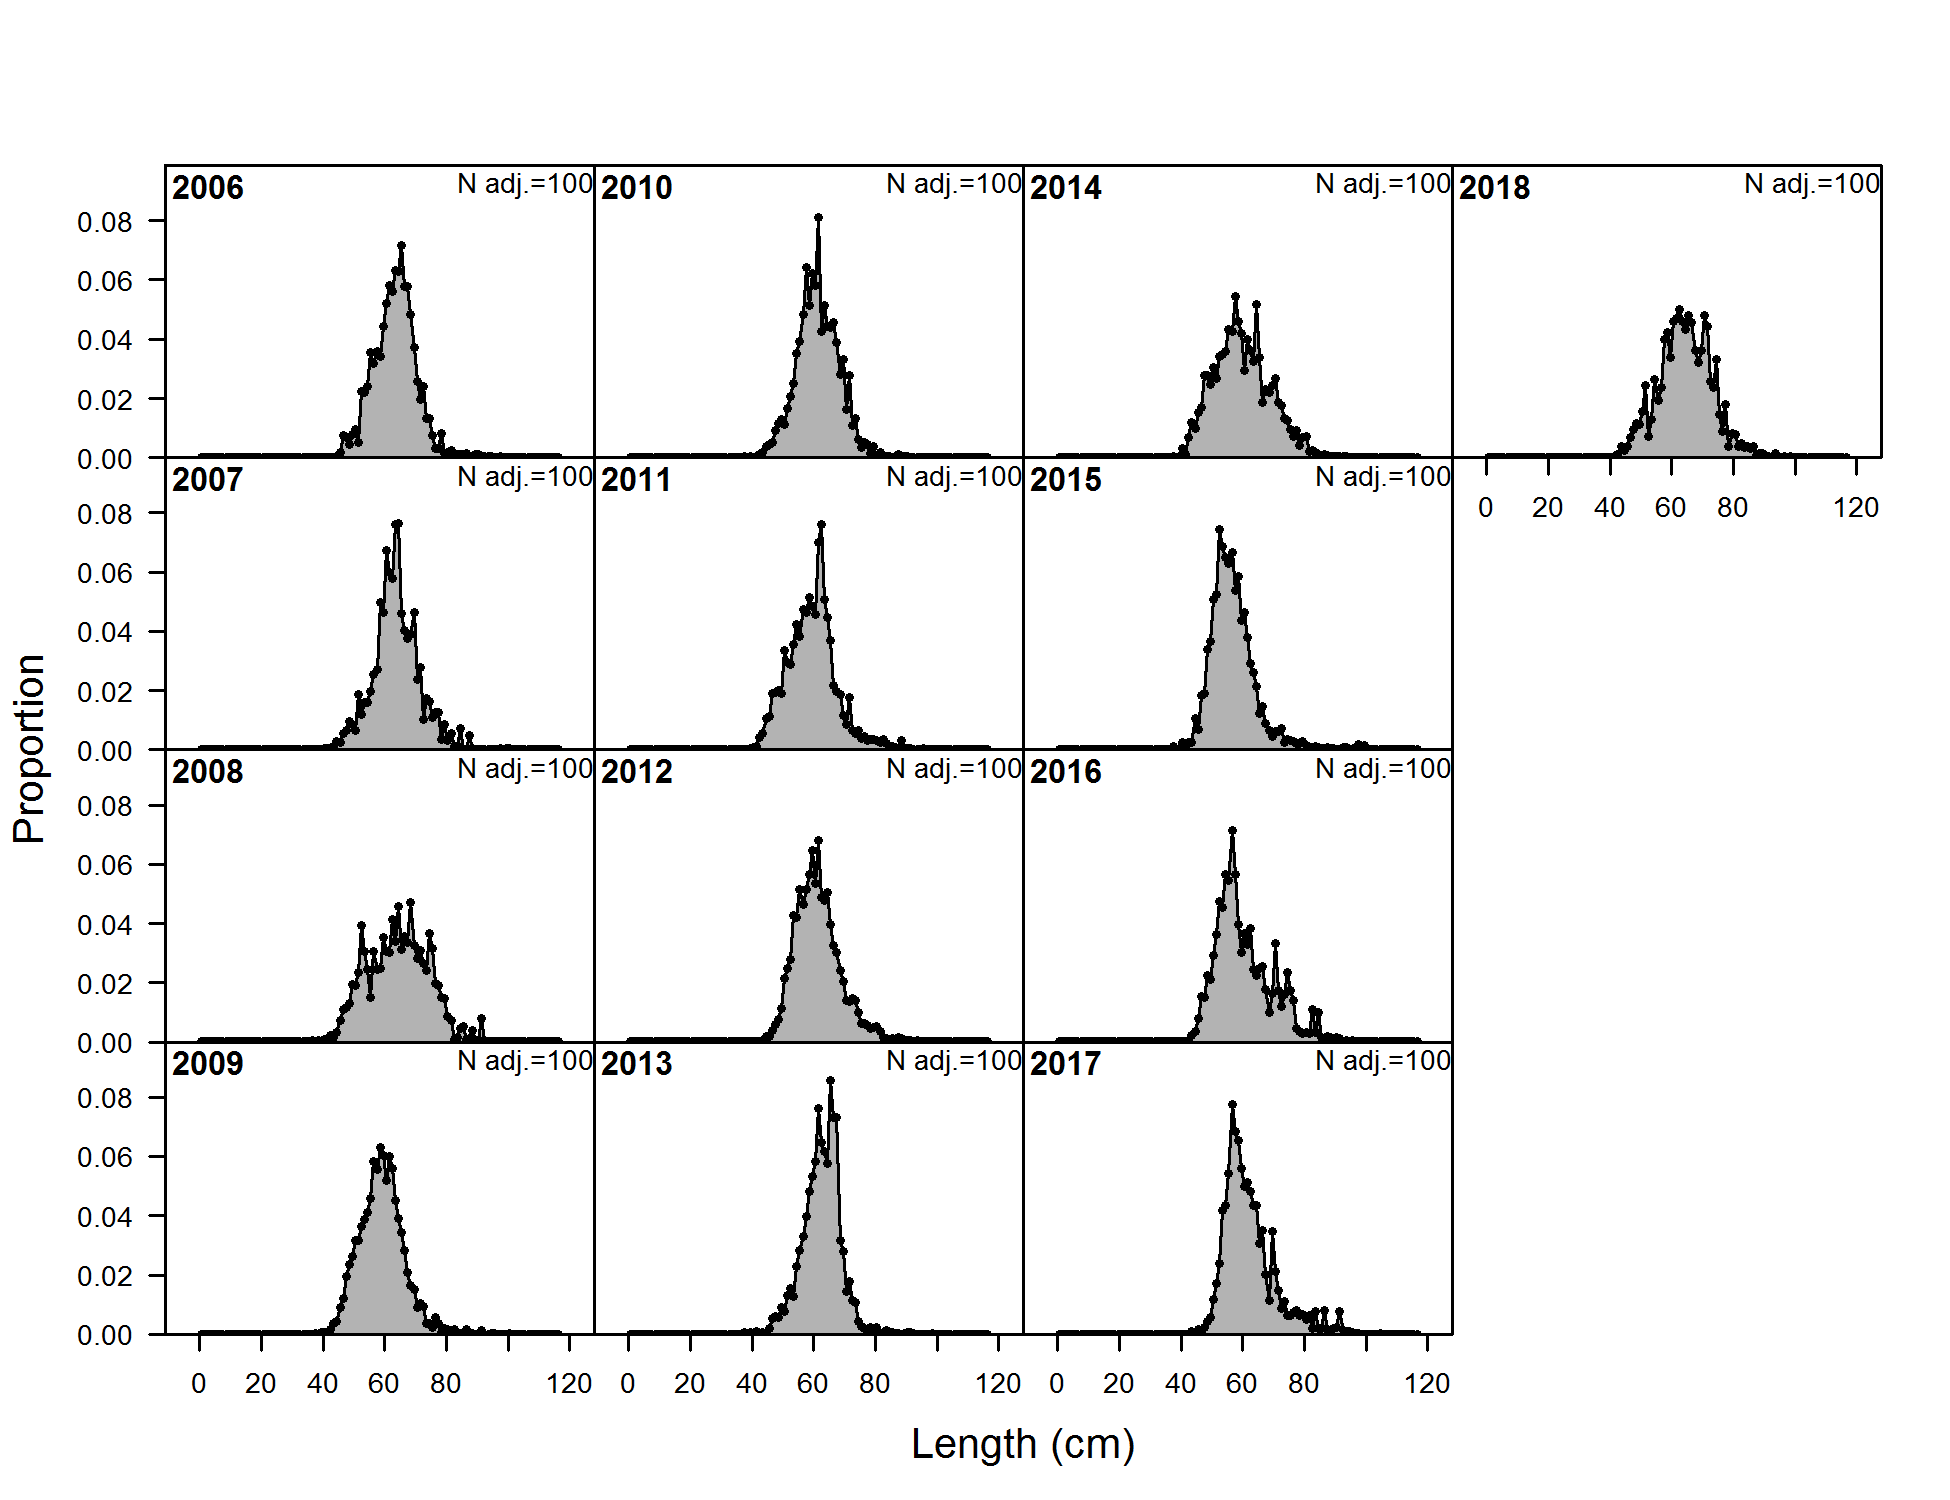 2006 N adj.=100
2010 N adj.=100
2014 N adj.=100
2018 N adj.=100
0.08
0.06
0.04
0.02
0.00
0 20 40 60 80 120
2007 N adj.=100
2011 N adj.=100
2015 N adj.=100
0.08
0.06
0.04
0.02
0.00
2008 N adj.=100
2012 N adj.=100
2016 N adj.=100
0.08
0.06
0.04
0.02
0.00
2009 N adj.=100
2013 N adj.=100
2017 N adj.=100
0.08
0.06
0.04
0.02
0.00
0 20 40 60 80 120
0 20 40 60 80 120
0 20 40 60 80 120
Proportion
Length (cm)